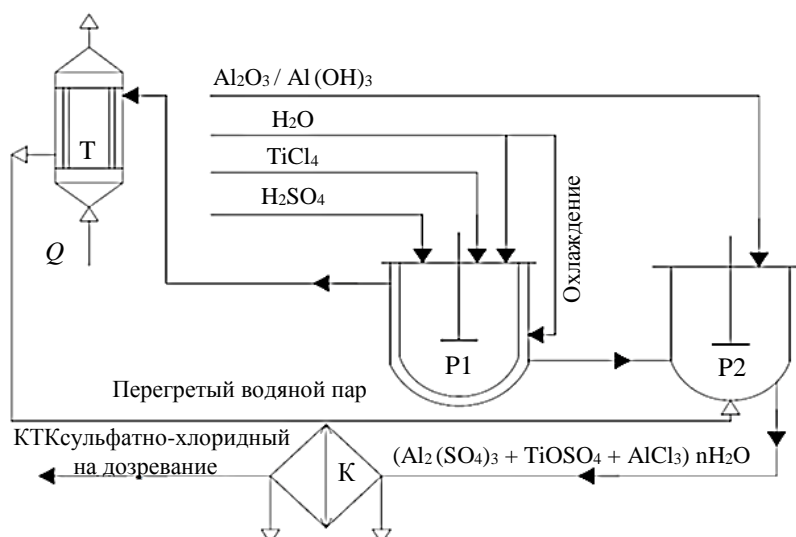 Al₂O₃ / Al (OH)₃
H₂O
T
TiCl₄
H₂SO₄
Q
Охлаждение
P1
P2
Перегретый водяной пар
КТКсульфатно-хлоридный
на дозревание
К
(Al₂ (SO₄)₃ + TiOSO₄ + AlCl₃) nH₂O